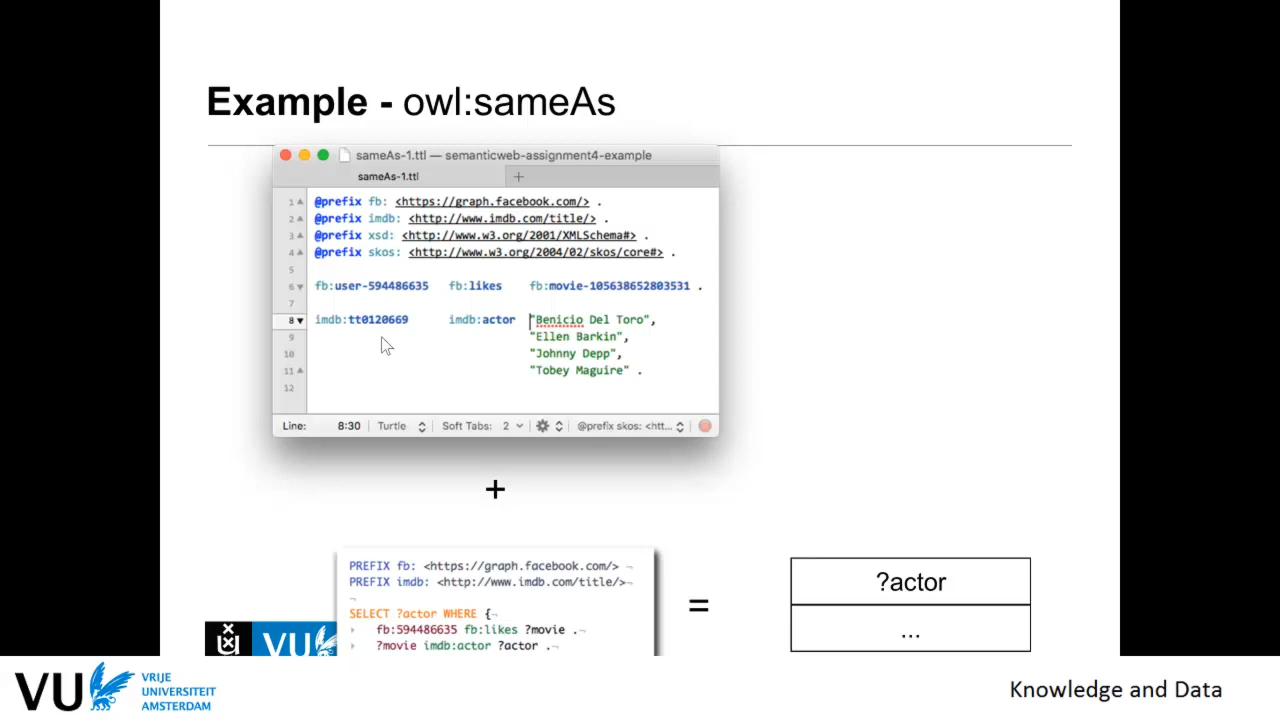 Example - owl:sameAs
sameAs-1.ttl — semanticweb-assignment4-example
sameAs-1.ttl +
1 @prefix fb: <https://graph.facebook.com/> .
2 @prefix imdb: <http://www.imdb.com/title/> .
3 @prefix xsd: <http://www.w3.org/2001/XMLSchema#> .
4 @prefix skos: <http://www.w3.org/2004/02/skos/core#> .
5
6 fb:user-594486635 fb:likes fb:movie-105638652803531 .
7
8 imdb:tt0120669 imdb:actor "Benicio Del Toro",
9 "Ellen Barkin",
10 "Johnny Depp",
11 "Tobey Maguire" .
12
Line: 8:30 Turtle Soft Tabs: 2 @prefix skos: <htt...
+
PREFIX fb: <https://graph.facebook.com/> ¬
PREFIX imdb: <http://www.imdb.com/title/>¬
¬
SELECT ?actor WHERE {¬
fb:594486635 fb:likes ?movie .¬
?movie imdb:actor ?actor .¬
=
?actor
...
VU
VU VRIJE
UNIVERSITEIT
AMSTERDAM
Knowledge and Data